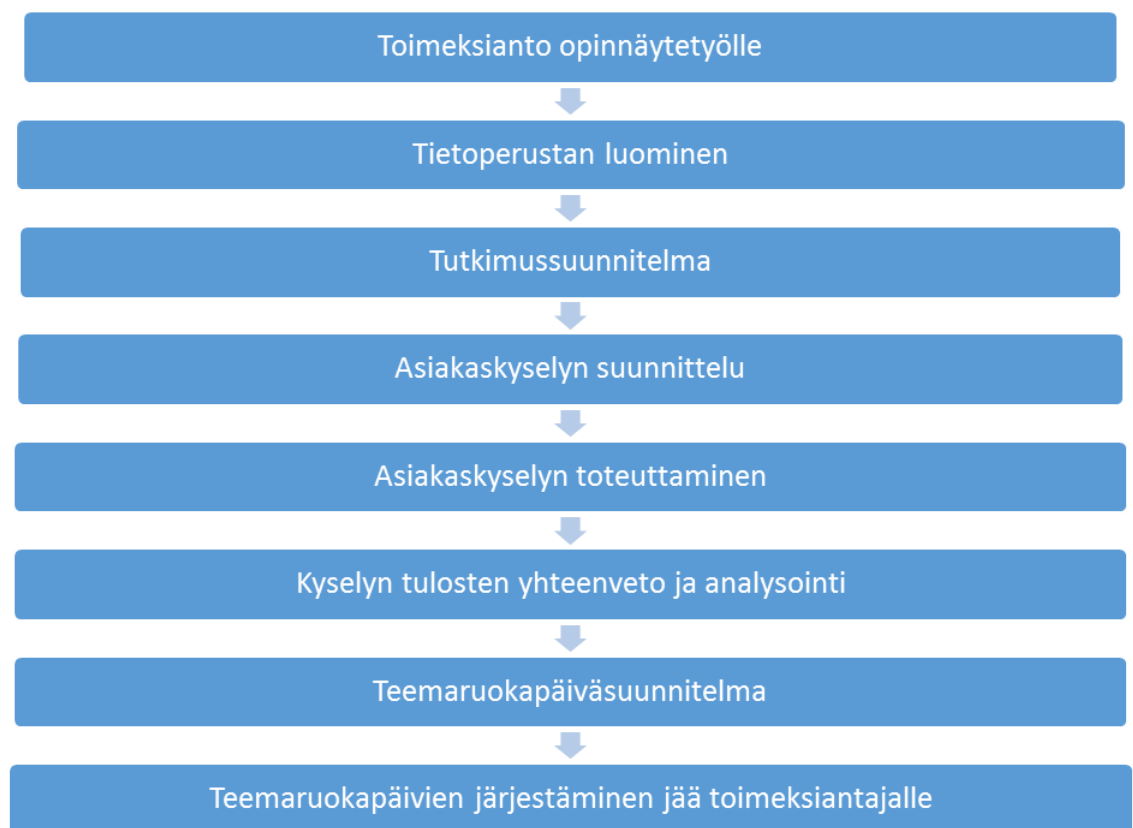 Toimeksianto opinnäytetyölle
Tietoperustan luominen
Tutkimussuunnitelma
Asiakaskyselyn suunnittelu
Asiakaskyselyn toteuttaminen
Kyselyn tulosten yhteenveto ja analysointi
Teemaruokapäiväsuunnitelma
Teemaruokapäivien järjestäminen jää toimeksiantajalle